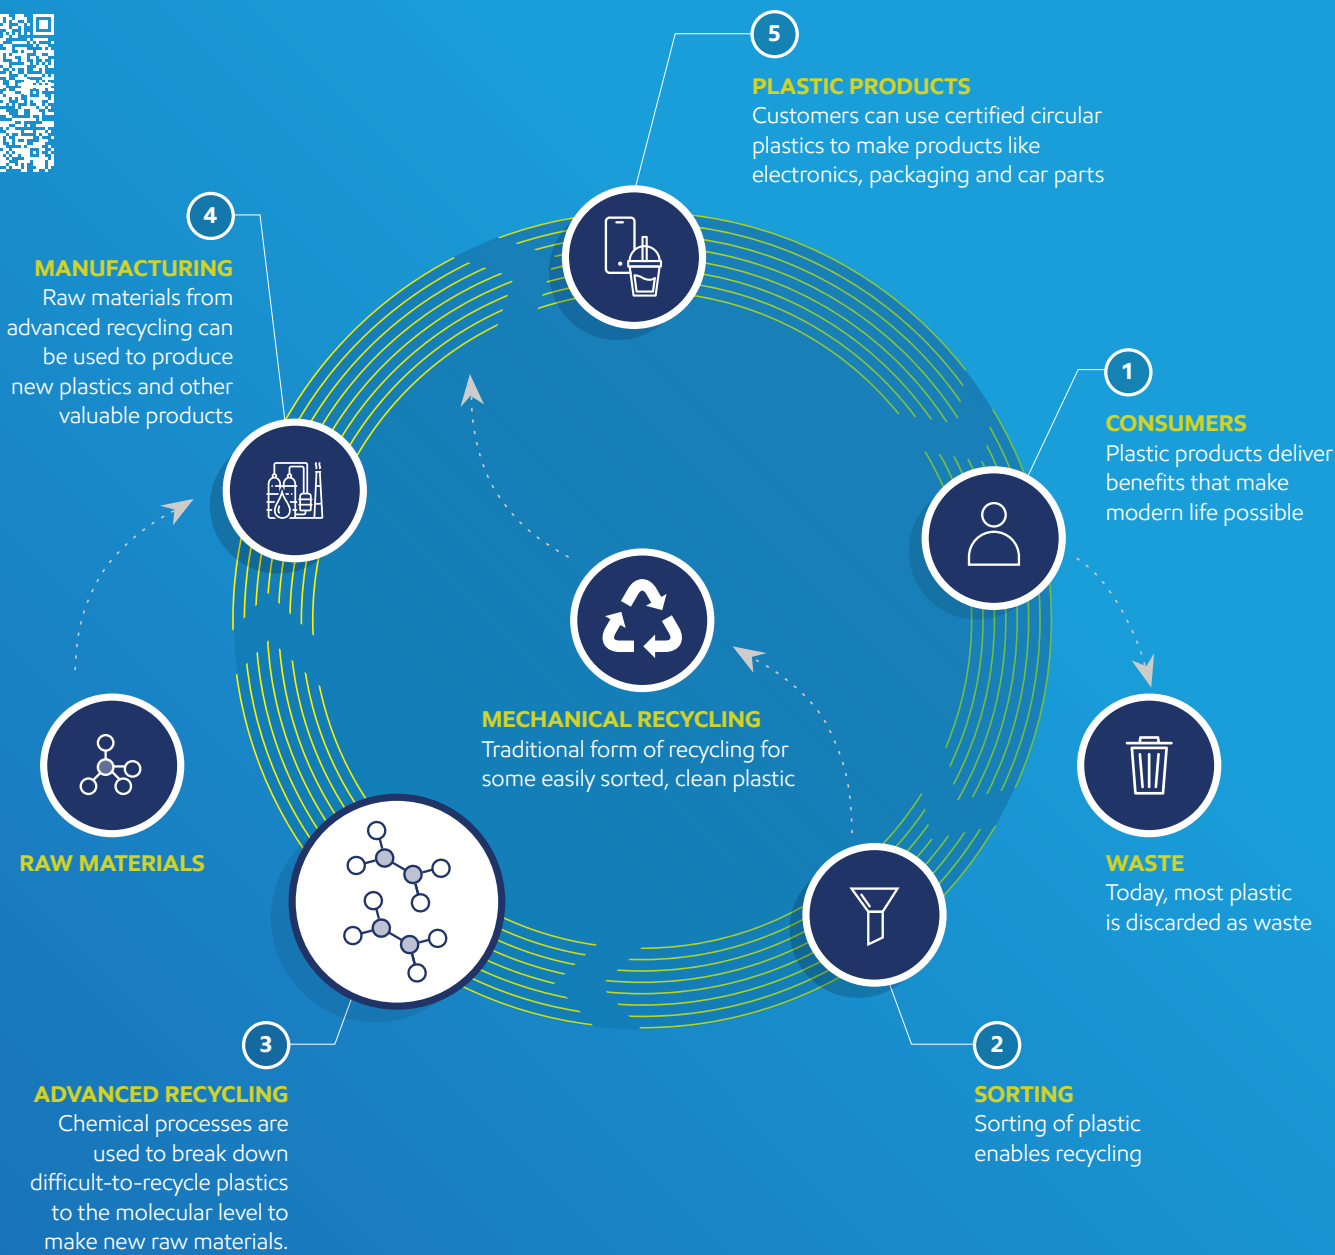 5
PLASTIC PRODUCTS
Customers can use certified circular
plastics to make products like
electronics, packaging and car parts
4
MANUFACTURING
Raw materials from
advanced recycling can
be used to produce
new plastics and other
valuable products
1
CONSUMERS
Plastic products deliver
benefits that make
modern life possible
MECHANICAL RECYCLING
Traditional form of recycling for
some easily sorted, clean plastic
RAW MATERIALS
WASTE
Today, most plastic
is discarded as waste
3
ADVANCED RECYCLING
Chemical processes are
used to break down
difficult-to-recycle plastics
to the molecular level to
make new raw materials.
2
SORTING
Sorting of plastic
enables recycling